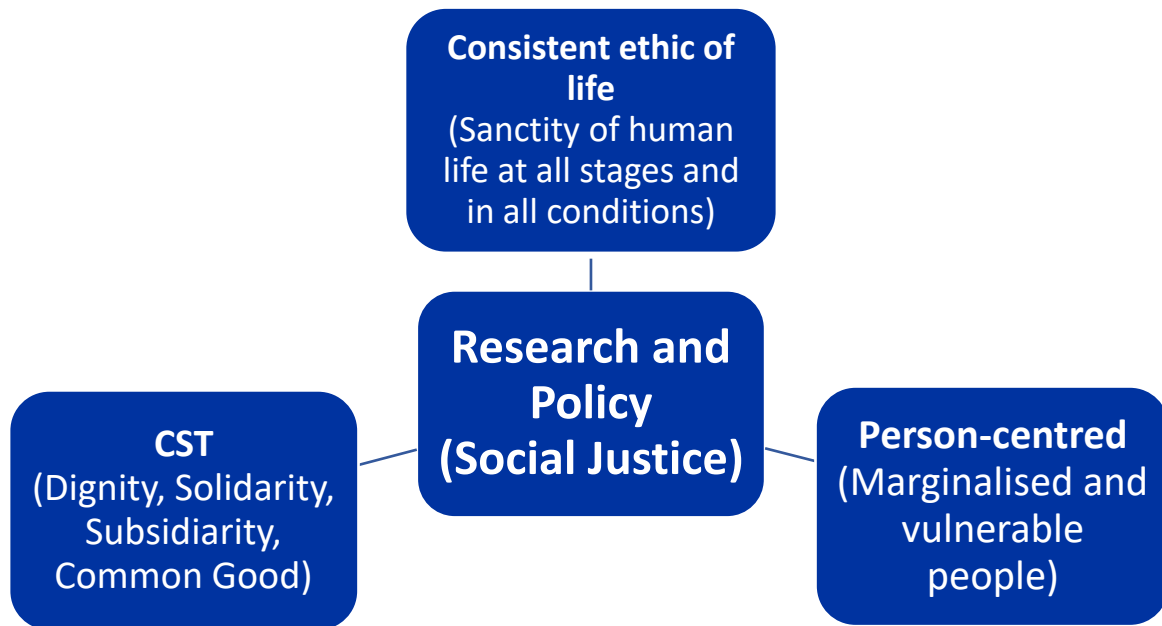 Consistent ethic of
life
(Sanctity of human
life at all stages and
in all conditions)
Research and
Policy
(Social Justice)
CST
(Dignity, Solidarity,
Subsidiarity,
Common Good)
Person-centred
(Marginalised and
vulnerable
people)